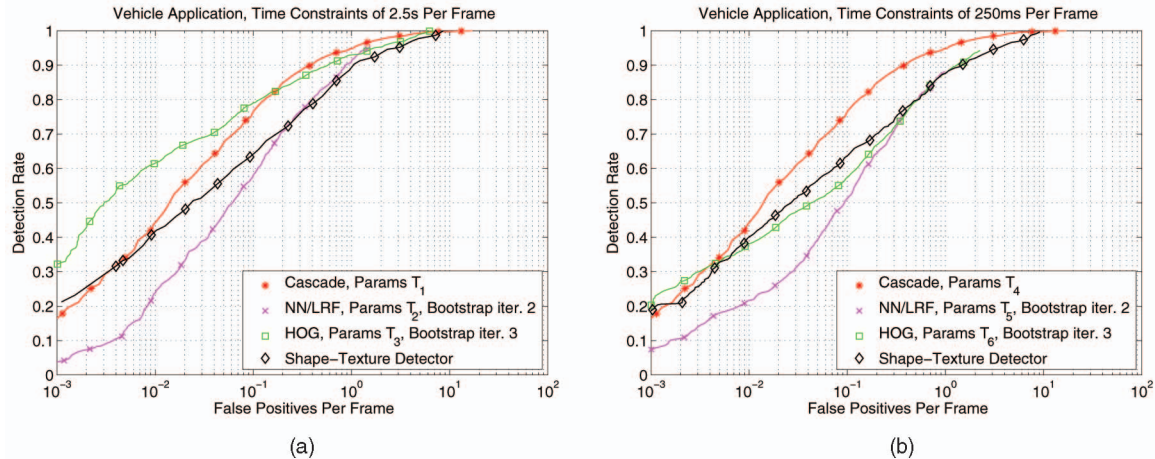 Vehicle Application, Time Constraints of 2.5s Per Frame
1
0.9
0.8
0.7
0.6
0.5
0.4
0.3
0.2
0.1
0
Detection Rate
Cascade, Params T₁
NN/LRF, Params T₂, Bootstrap iter. 2
HOG, Params T₃, Bootstrap iter. 3
Shape−Texture Detector
10⁻³ 10⁻² 10⁻¹ 10⁰ 10¹ 10²
False Positives Per Frame
(a)
Vehicle Application, Time Constraints of 250ms Per Frame
1
0.9
0.8
0.7
0.6
0.5
0.4
0.3
0.2
0.1
0
Detection Rate
Cascade, Params T₄
NN/LRF, Params T₅, Bootstrap iter. 2
HOG, Params T₆, Bootstrap iter. 3
Shape−Texture Detector
10⁻³ 10⁻² 10⁻¹ 10⁰ 10¹ 10²
False Positives Per Frame
(b)